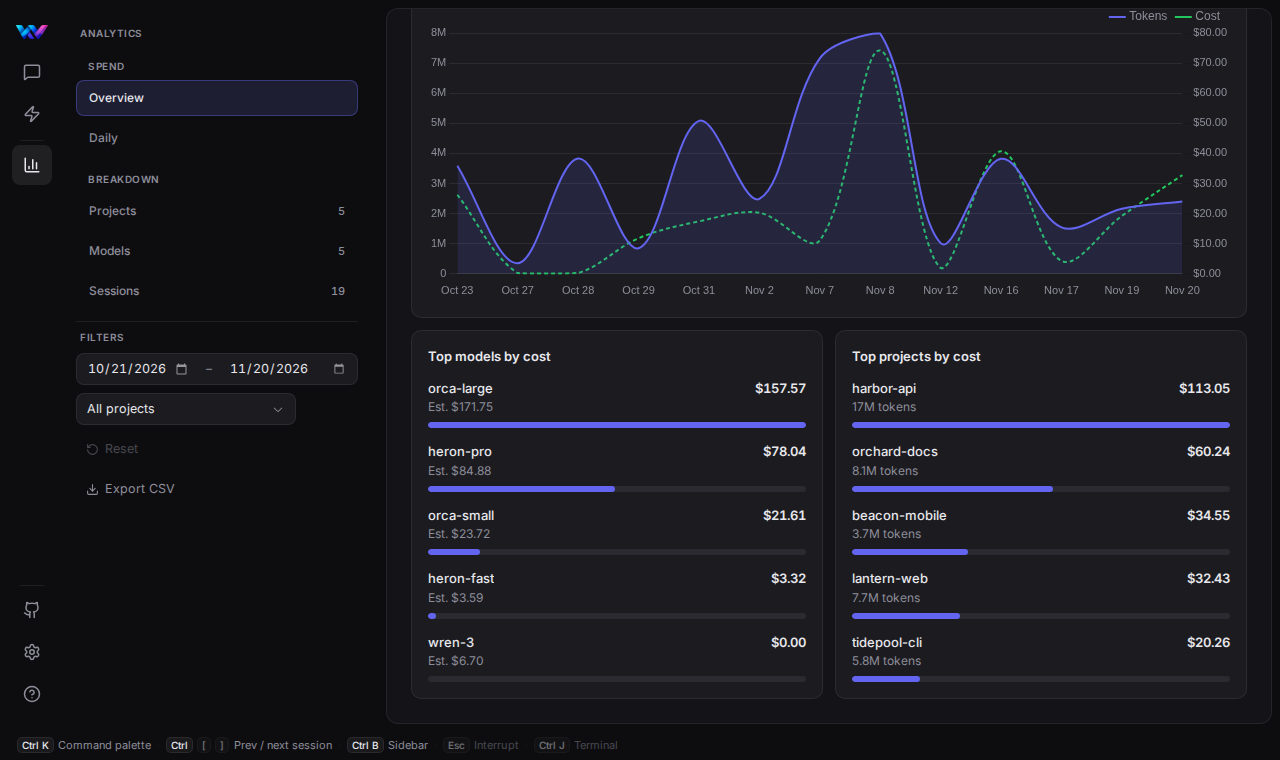 ANALYTICS
SPEND
Overview
Daily
BREAKDOWN
Projects 5
Models 5
Sessions 19
FILTERS
10/21/2026 – 11/20/2026
All projects
Reset
Export CSV
Tokens Cost
8M $80.00
7M $70.00
6M $60.00
5M $50.00
4M $40.00
3M $30.00
2M $20.00
1M $10.00
0 $0.00
Oct 23 Oct 27 Oct 28 Oct 29 Oct 31 Nov 2 Nov 7 Nov 8 Nov 12 Nov 16 Nov 17 Nov 19 Nov 20
Top models by cost
orca-large $157.57
Est. $171.75
heron-pro $78.04
Est. $84.88
orca-small $21.61
Est. $23.72
heron-fast $3.32
Est. $3.59
wren-3 $0.00
Est. $6.70
Top projects by cost
harbor-api $113.05
17M tokens
orchard-docs $60.24
8.1M tokens
beacon-mobile $34.55
3.7M tokens
lantern-web $32.43
7.7M tokens
tidepool-cli $20.26
5.8M tokens
Ctrl K Command palette Ctrl [ ] Prev / next session Ctrl B Sidebar Esc Interrupt Ctrl J Terminal